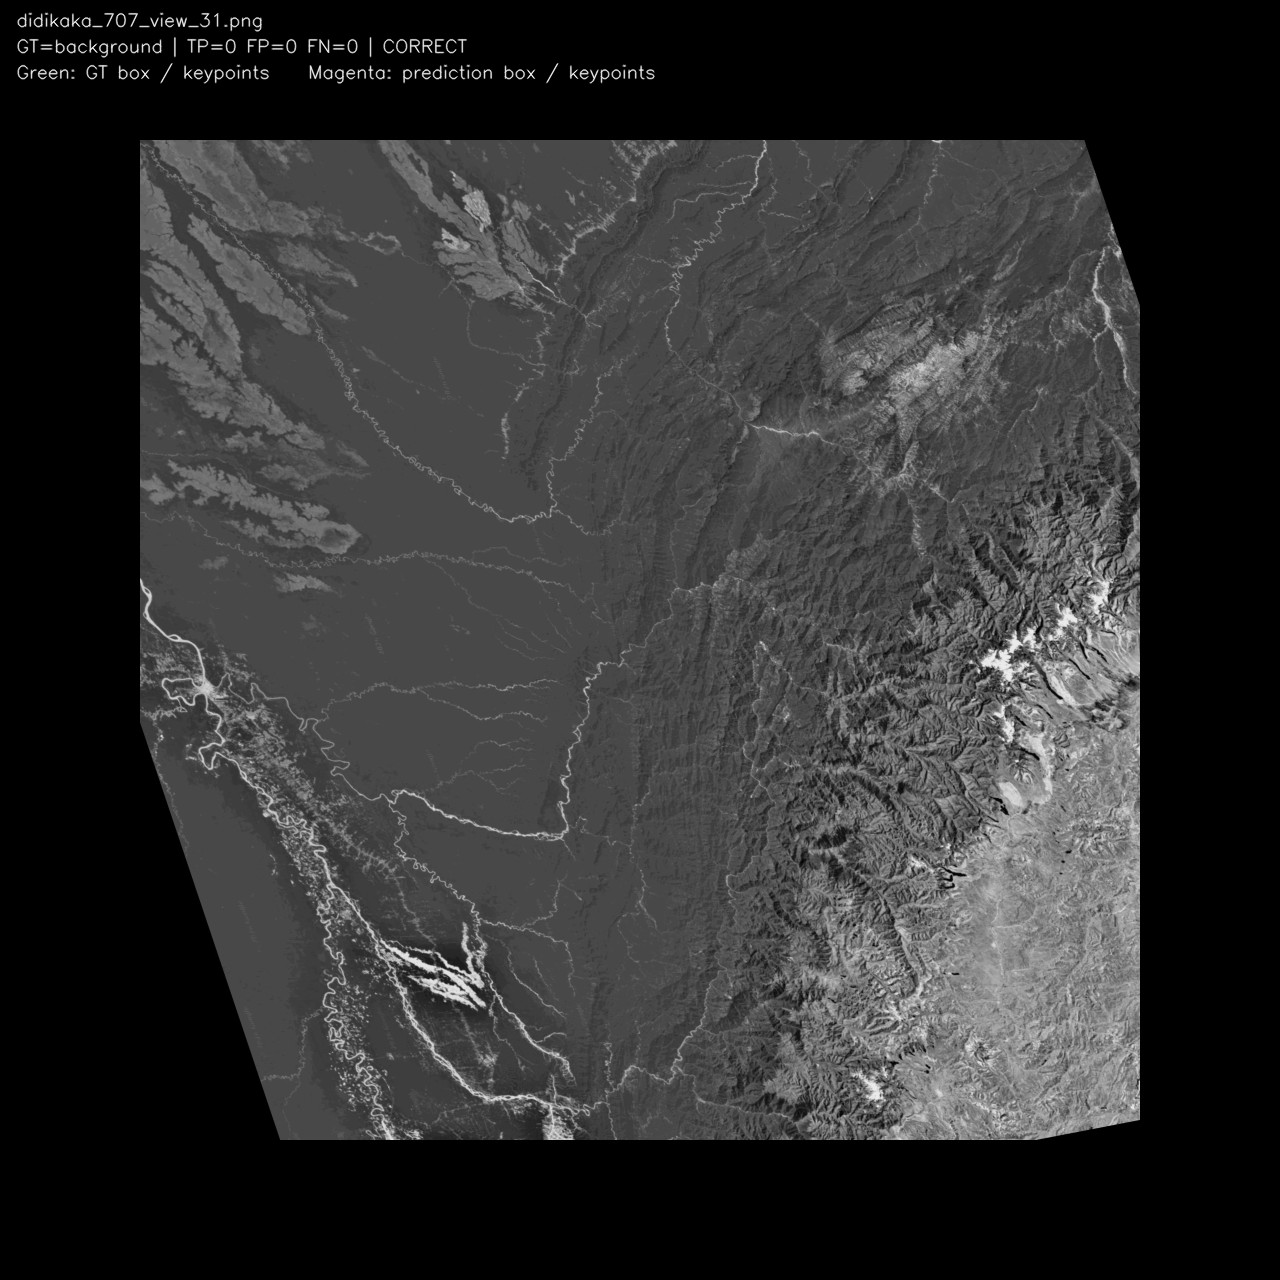 didikaka_707_view_31.png
GT=background | TP=0 FP=0 FN=0 | CORRECT
Green: GT box / keypoints    Magenta: prediction box / keypoints